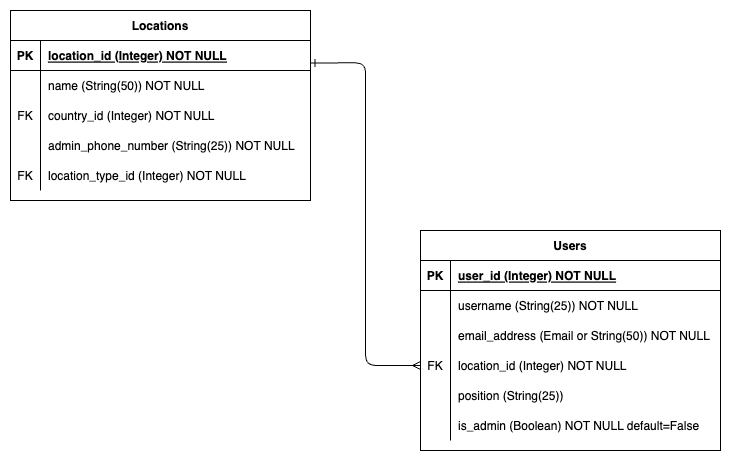 Locations
PK location_id (Integer) NOT NULL
name (String(50)) NOT NULL
FK country_id (Integer) NOT NULL
admin_phone_number (String(25)) NOT NULL
FK location_type_id (Integer) NOT NULL
Users
PK user_id (Integer) NOT NULL
username (String(25)) NOT NULL
email_address (Email or String(50)) NOT NULL
FK location_id (Integer) NOT NULL
position (String(25))
is_admin (Boolean) NOT NULL default=False